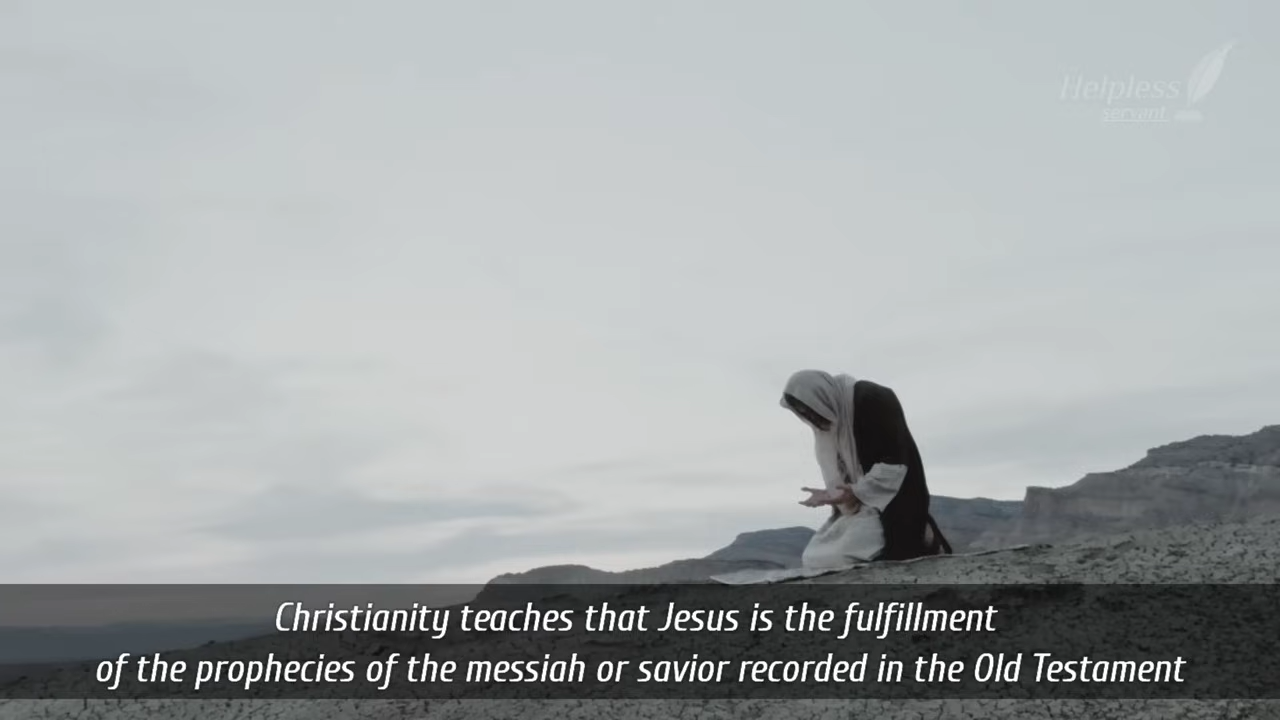 Helpless
servant
Christianity teaches that Jesus is the fulfillment
of the prophecies of the messiah or savior recorded in the Old Testament